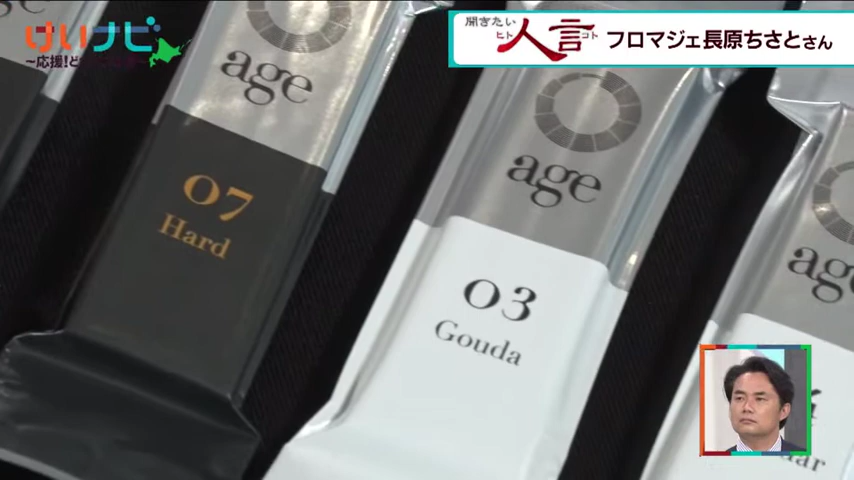 けいナビ
～応援!ど
聞きたい
ヒト コト
人言 フロマジェ長原ちさとさん
age
07
Hard
age
03
Gouda
age